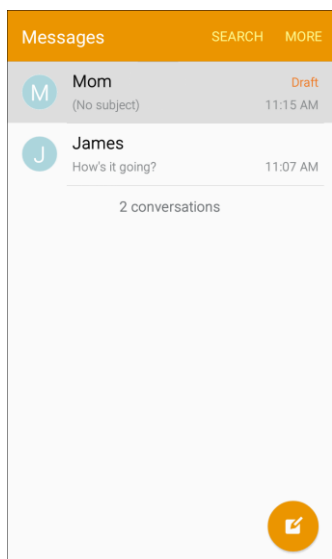 Messages SEARCH MORE
M Mom Draft
(No subject) 11:15 AM
J James
How's it going? 11:07 AM
2 conversations